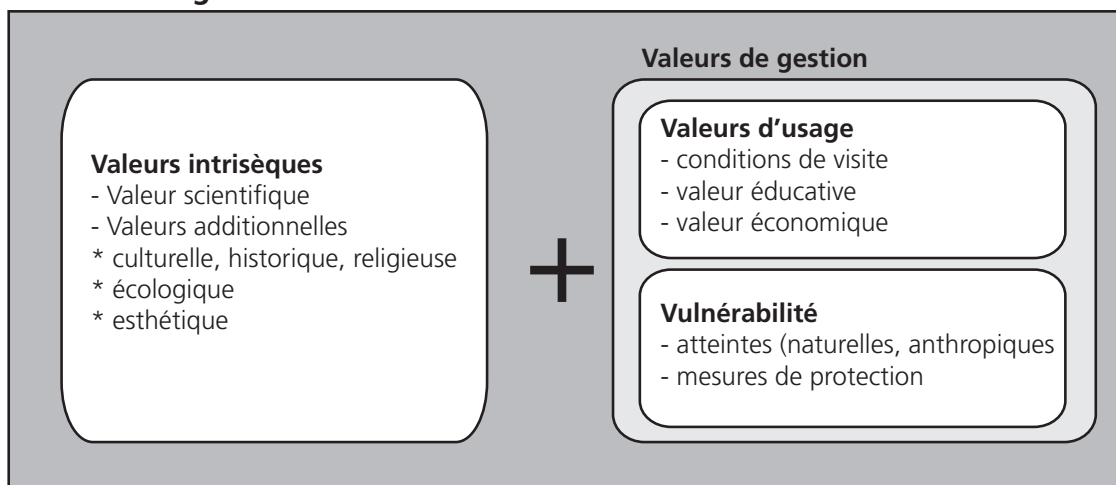 Valeurs de gestion
Valeurs intrisèques
- Valeur scientifique
- Valeurs additionnelles
* culturelle, historique, religieuse
* écologique
* esthétique
+
Valeurs d’usage
- conditions de visite
- valeur éducative
- valeur économique
Vulnérabilité
- atteintes (naturelles, anthropiques
- mesures de protection